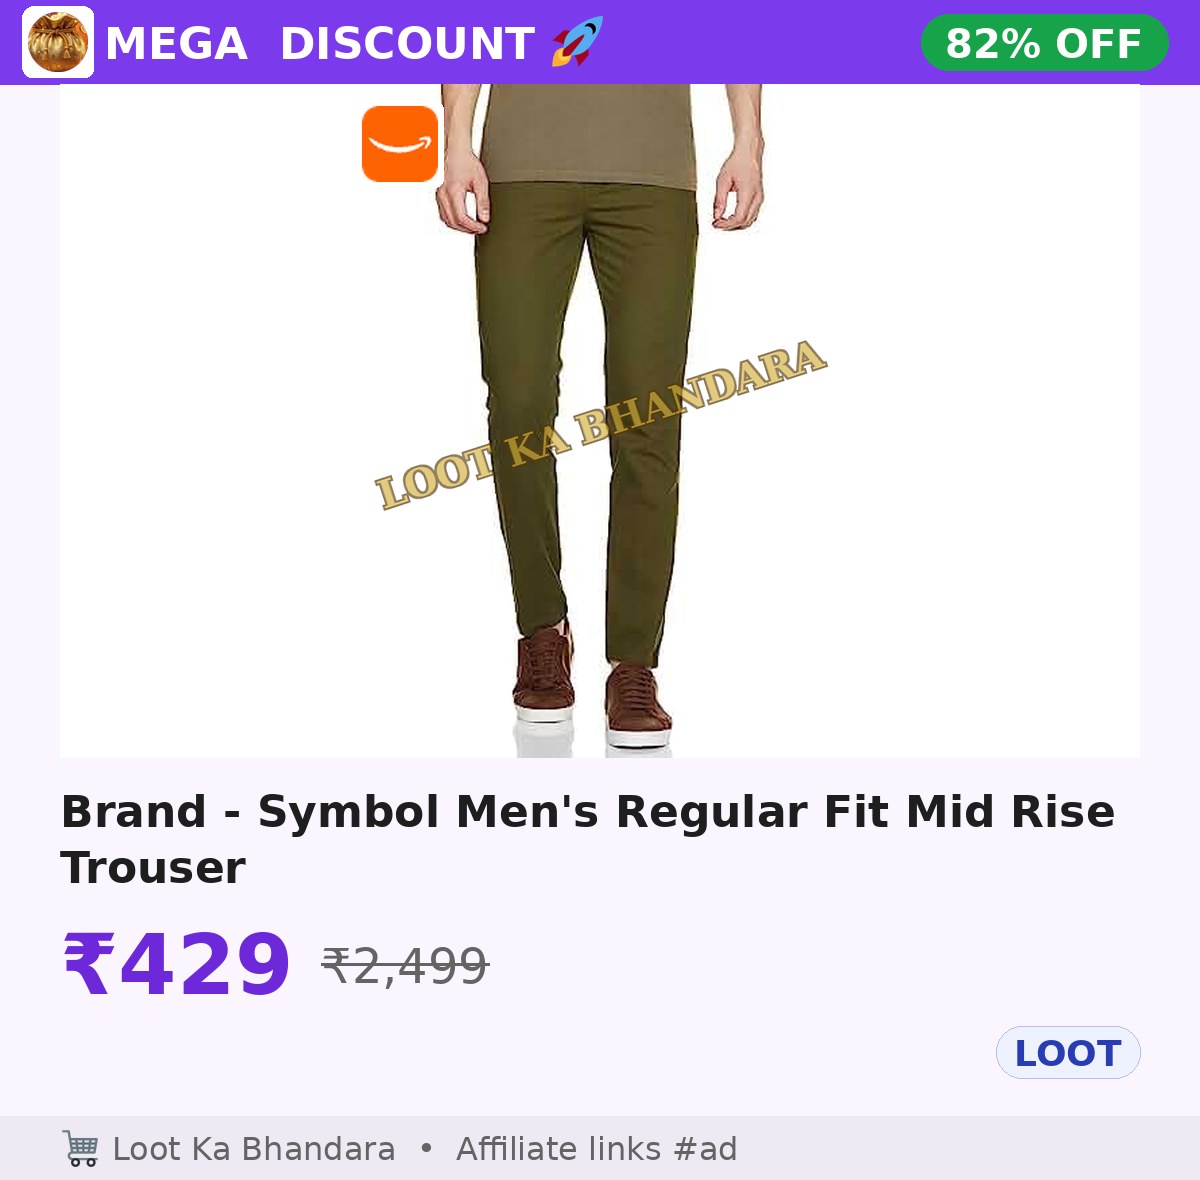 MEGA DISCOUNT 🚀
82% OFF
LOOT KA BHANDARA
Brand - Symbol Men's Regular Fit Mid Rise
Trouser
₹429 ₹2,499
LOOT
🛒 Loot Ka Bhandara • Affiliate links #ad